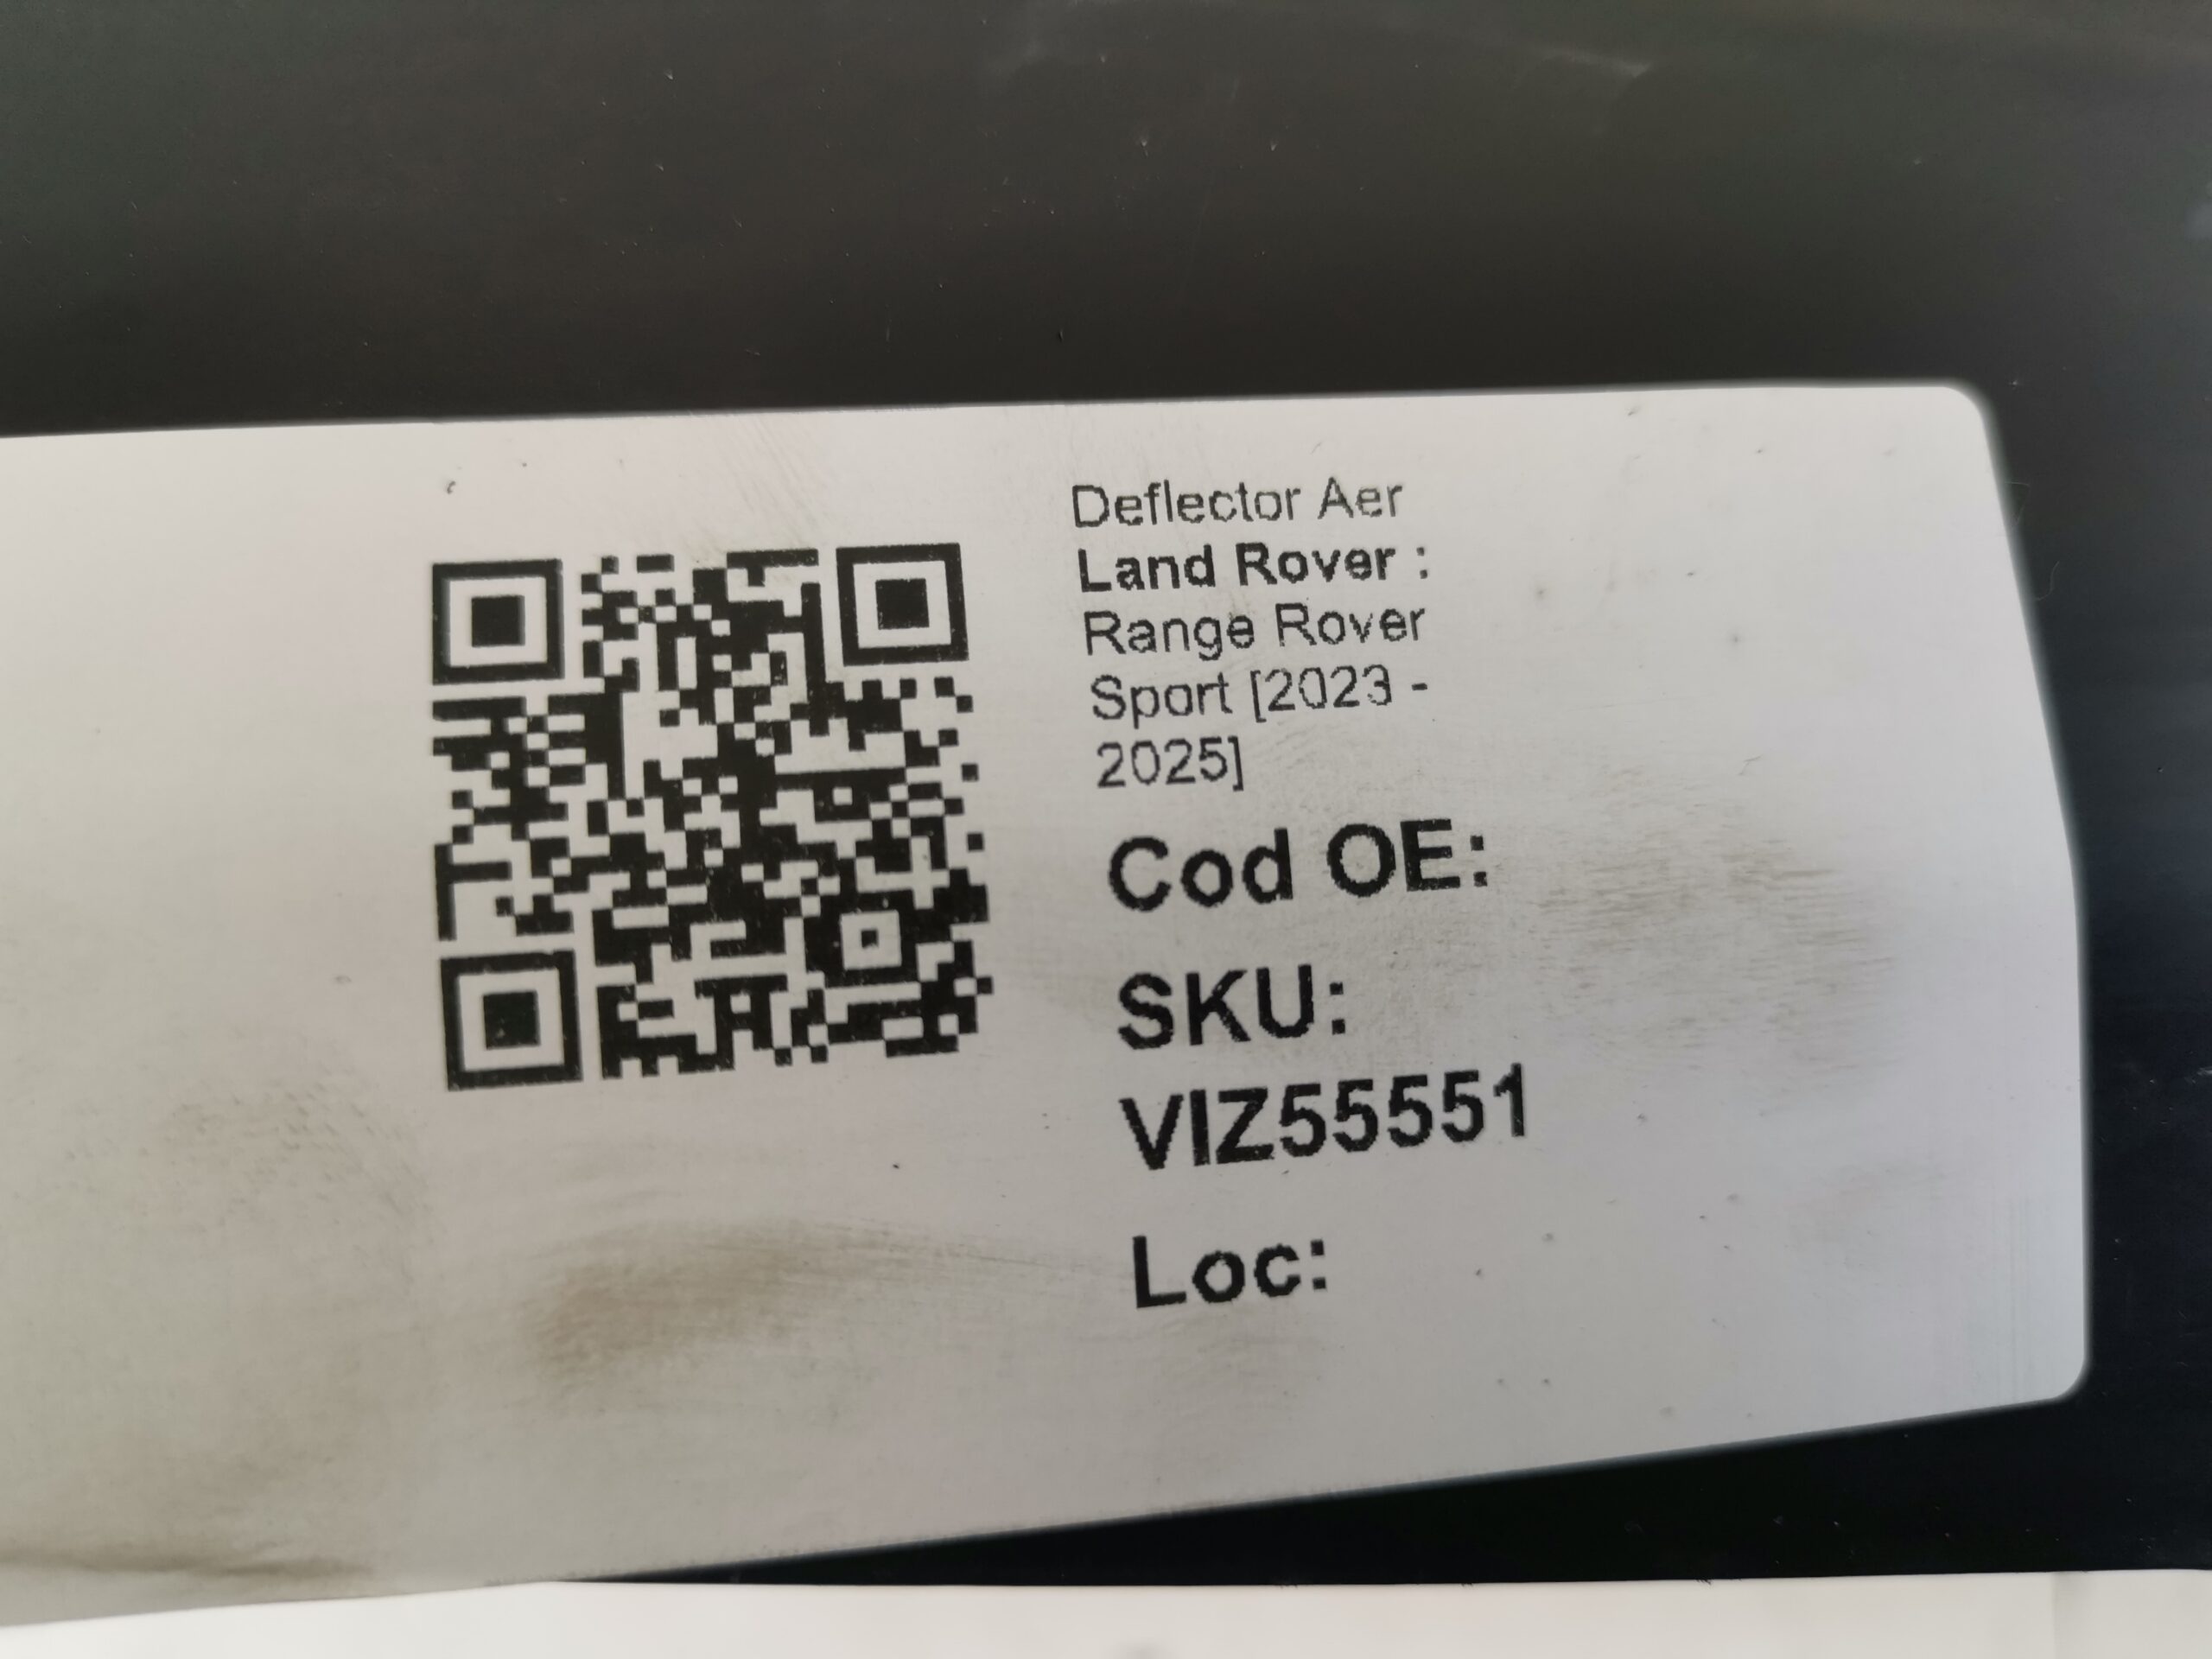 Deflector Aer
Land Rover :
Range Rover
Sport [2023 -
2025]
Cod OE:
SKU:
VIZ55551
Loc: